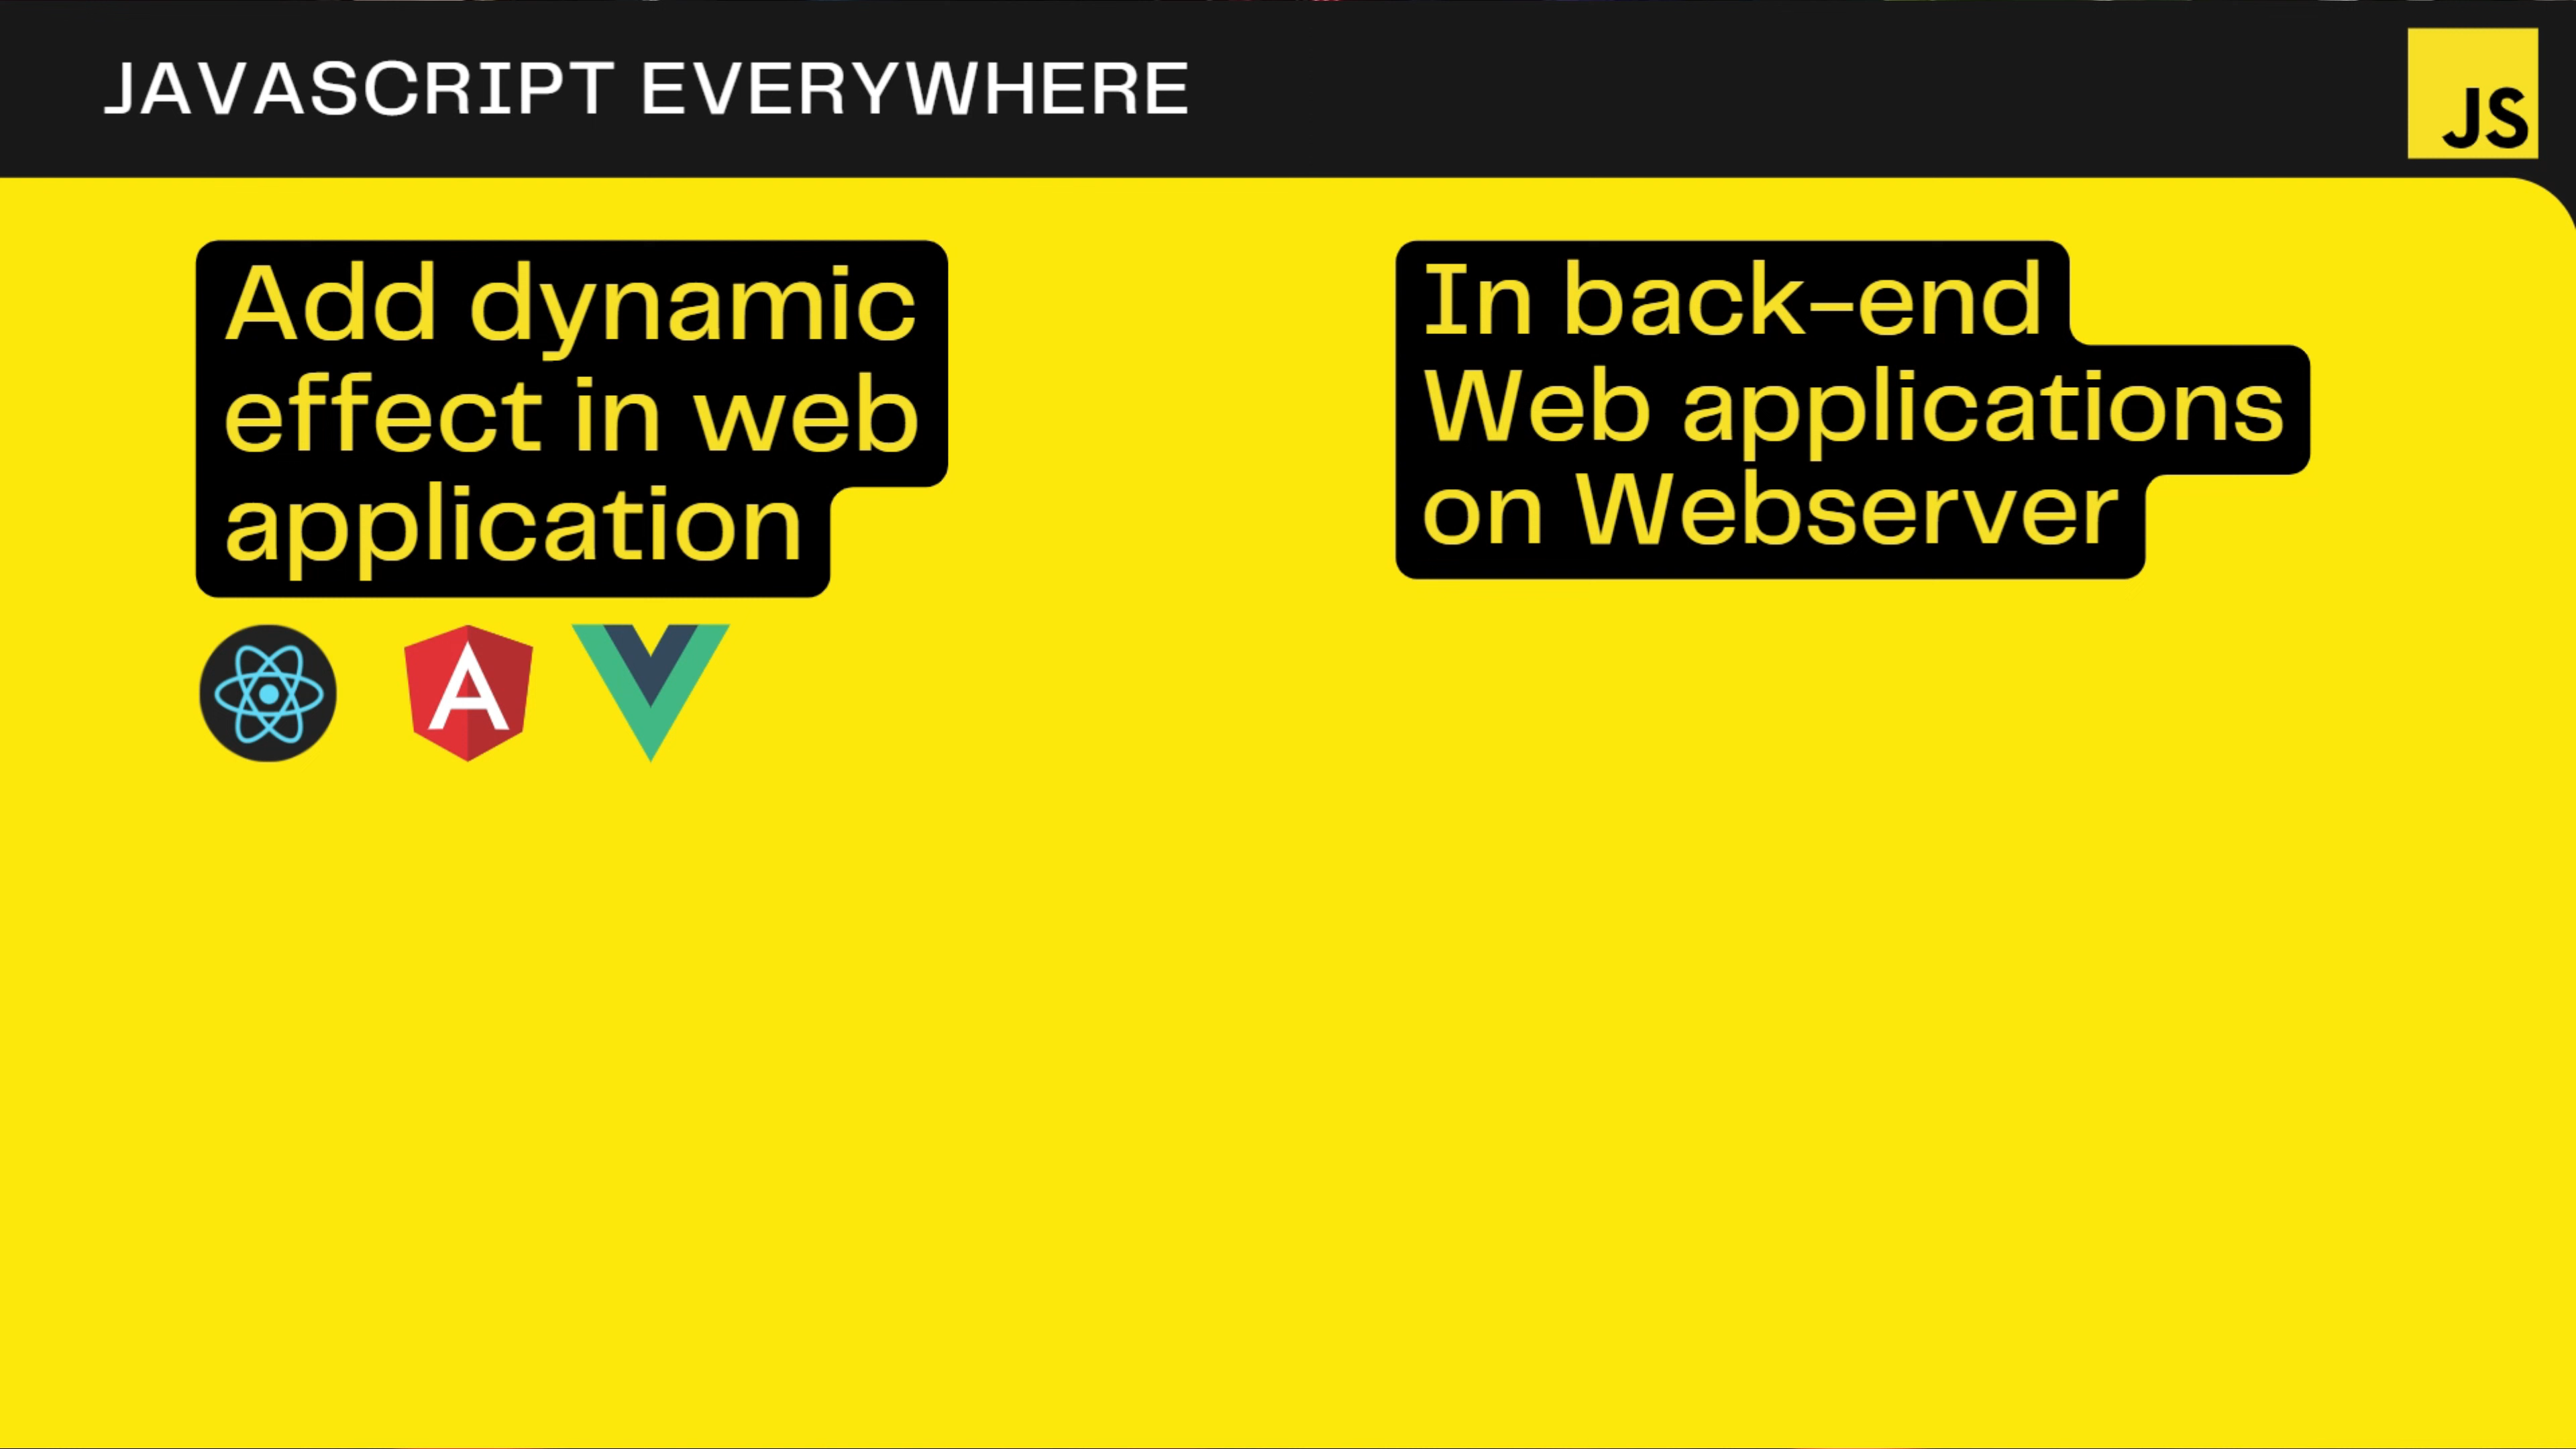 JAVASCRIPT EVERYWHERE
JS
Add dynamic
effect in web
application
In back-end
Web applications
on Webserver
A